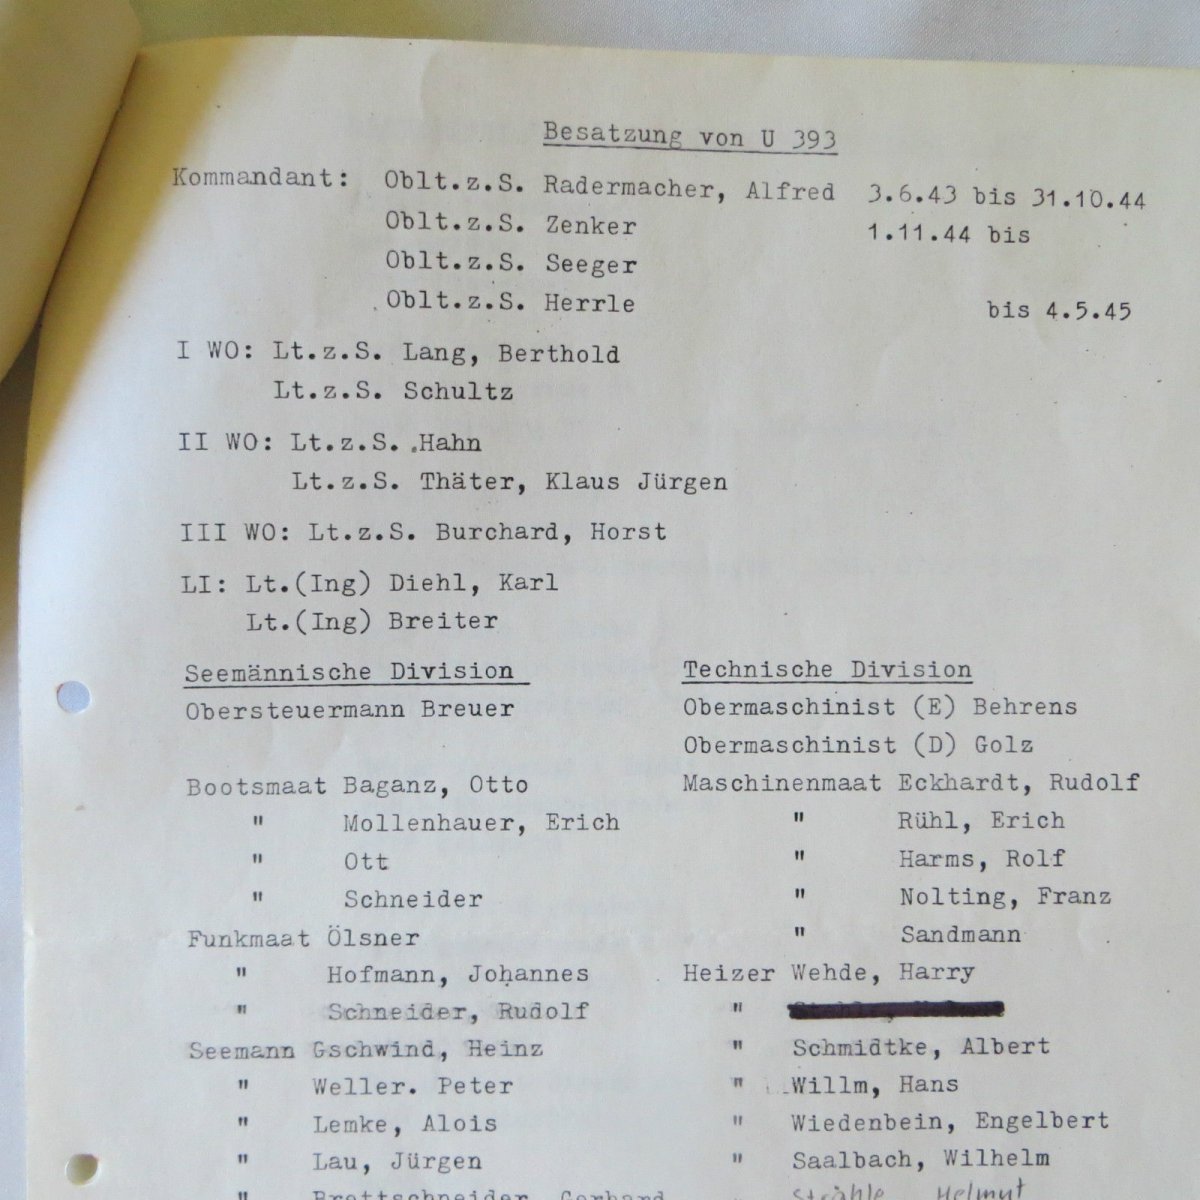 Besatzung von U 393
Kommandant: Oblt.z.S. Radermacher, Alfred 3.6.43 bis 31.10.44
Oblt.z.S. Zenker 1.11.44 bis
Oblt.z.S. Seeger
Oblt.z.S. Herrle bis 4.5.45
I WO: Lt.z.S. Lang, Berthold
Lt.z.S. Schultz
II WO: Lt.z.S. Hahn
Lt.z.S. Thäter, Klaus Jürgen
III WO: Lt.z.S. Burchard, Horst
LI: Lt.(Ing) Diehl, Karl
Lt.(Ing) Breiter
Seemännische Division
Obersteuermann Breuer
Bootsmaat Baganz, Otto
" Mollenhauer, Erich
" Ott
" Schneider
Funkmaat Ölsner
" Hofmann, Johannes
" Schneider, Rudolf
Seemann Gschwind, Heinz
" Weller. Peter
" Lemke, Alois
" Lau, Jürgen
" Brettschneider, Gerhard
Technische Division
Obermaschinist (E) Behrens
Obermaschinist (D) Golz
Maschinenmaat Eckhardt, Rudolf
" Rühl, Erich
" Harms, Rolf
" Nolting, Franz
" Sandmann
Heizer Wehde, Harry
"
" Schmidtke, Albert
" Willm, Hans
" Wiedenbein, Engelbert
" Saalbach, Wilhelm
Strähle Helmut